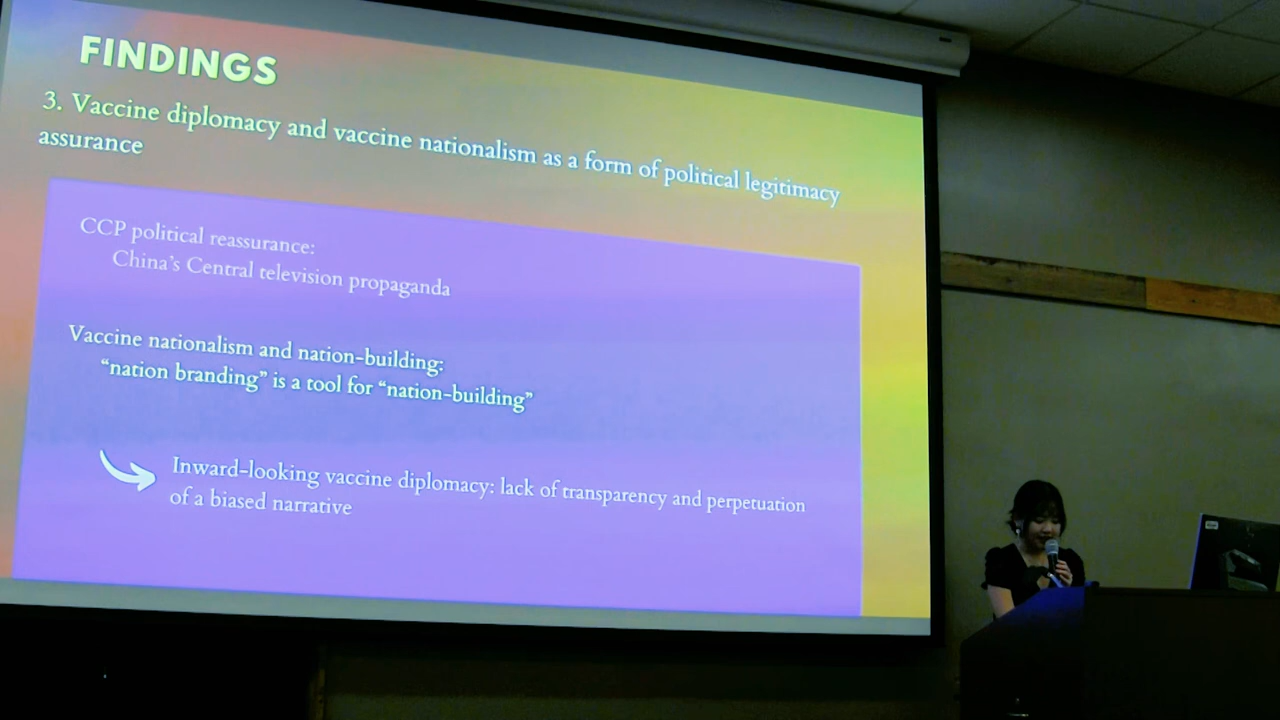 FINDINGS
3. Vaccine diplomacy and vaccine nationalism as a form of political legitimacy
assurance
CCP political reassurance:
China’s Central television propaganda
Vaccine nationalism and nation-building:
“nation branding” is a tool for “nation-building”
Inward-looking vaccine diplomacy: lack of transparency and perpetuation
of a biased narrative